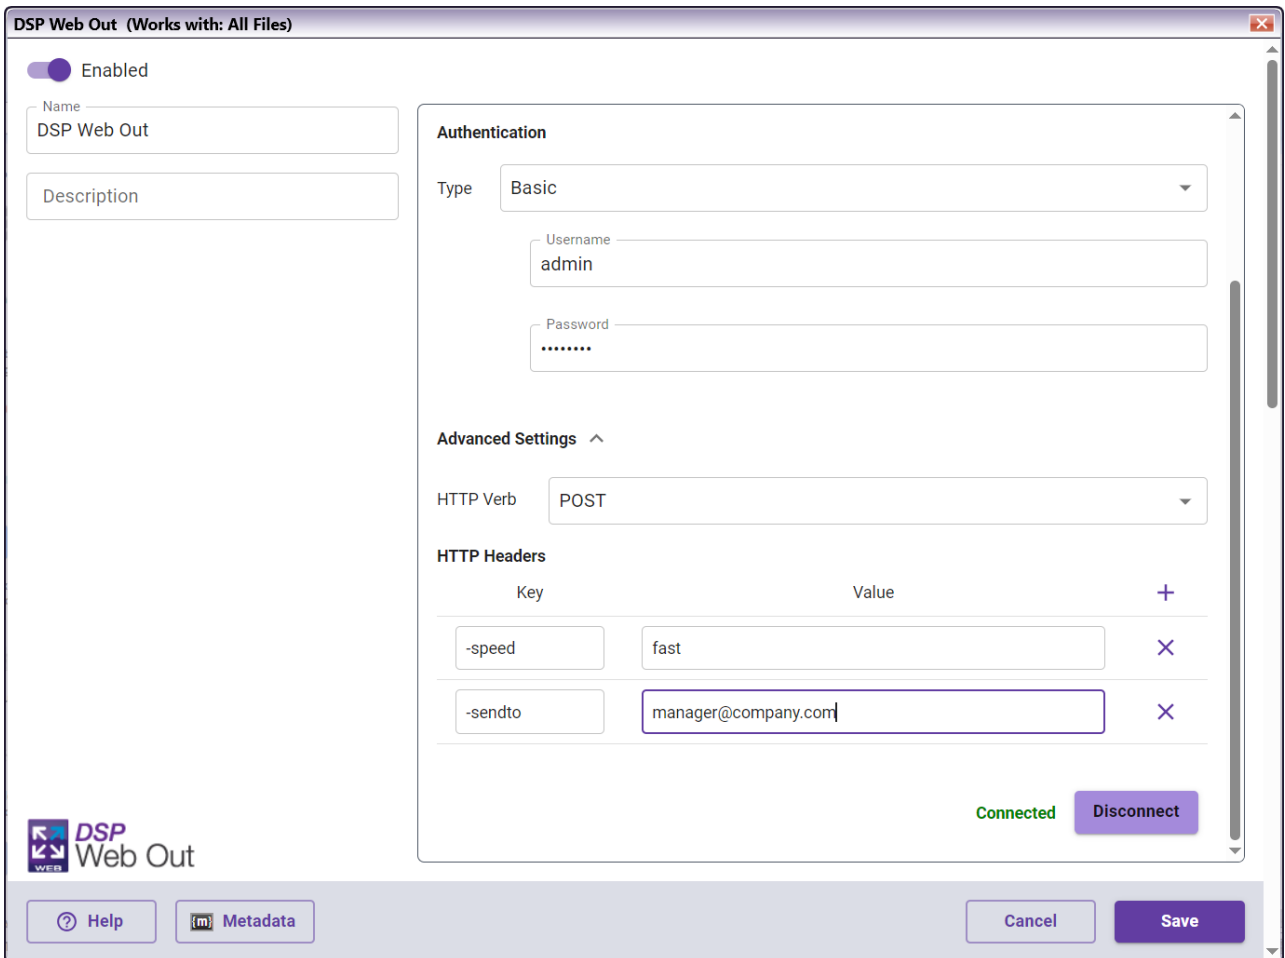 DSP Web Out  (Works with: All Files)
Enabled
Name
DSP Web Out
Description
Authentication
Type
Basic
Username
admin
Password
••••••••
Advanced Settings
HTTP Verb
POST
HTTP Headers
Key Value
-speed fast
-sendto manager@company.com
Connected Disconnect
DSP
Web Out
WEB
Help {m} Metadata Cancel Save